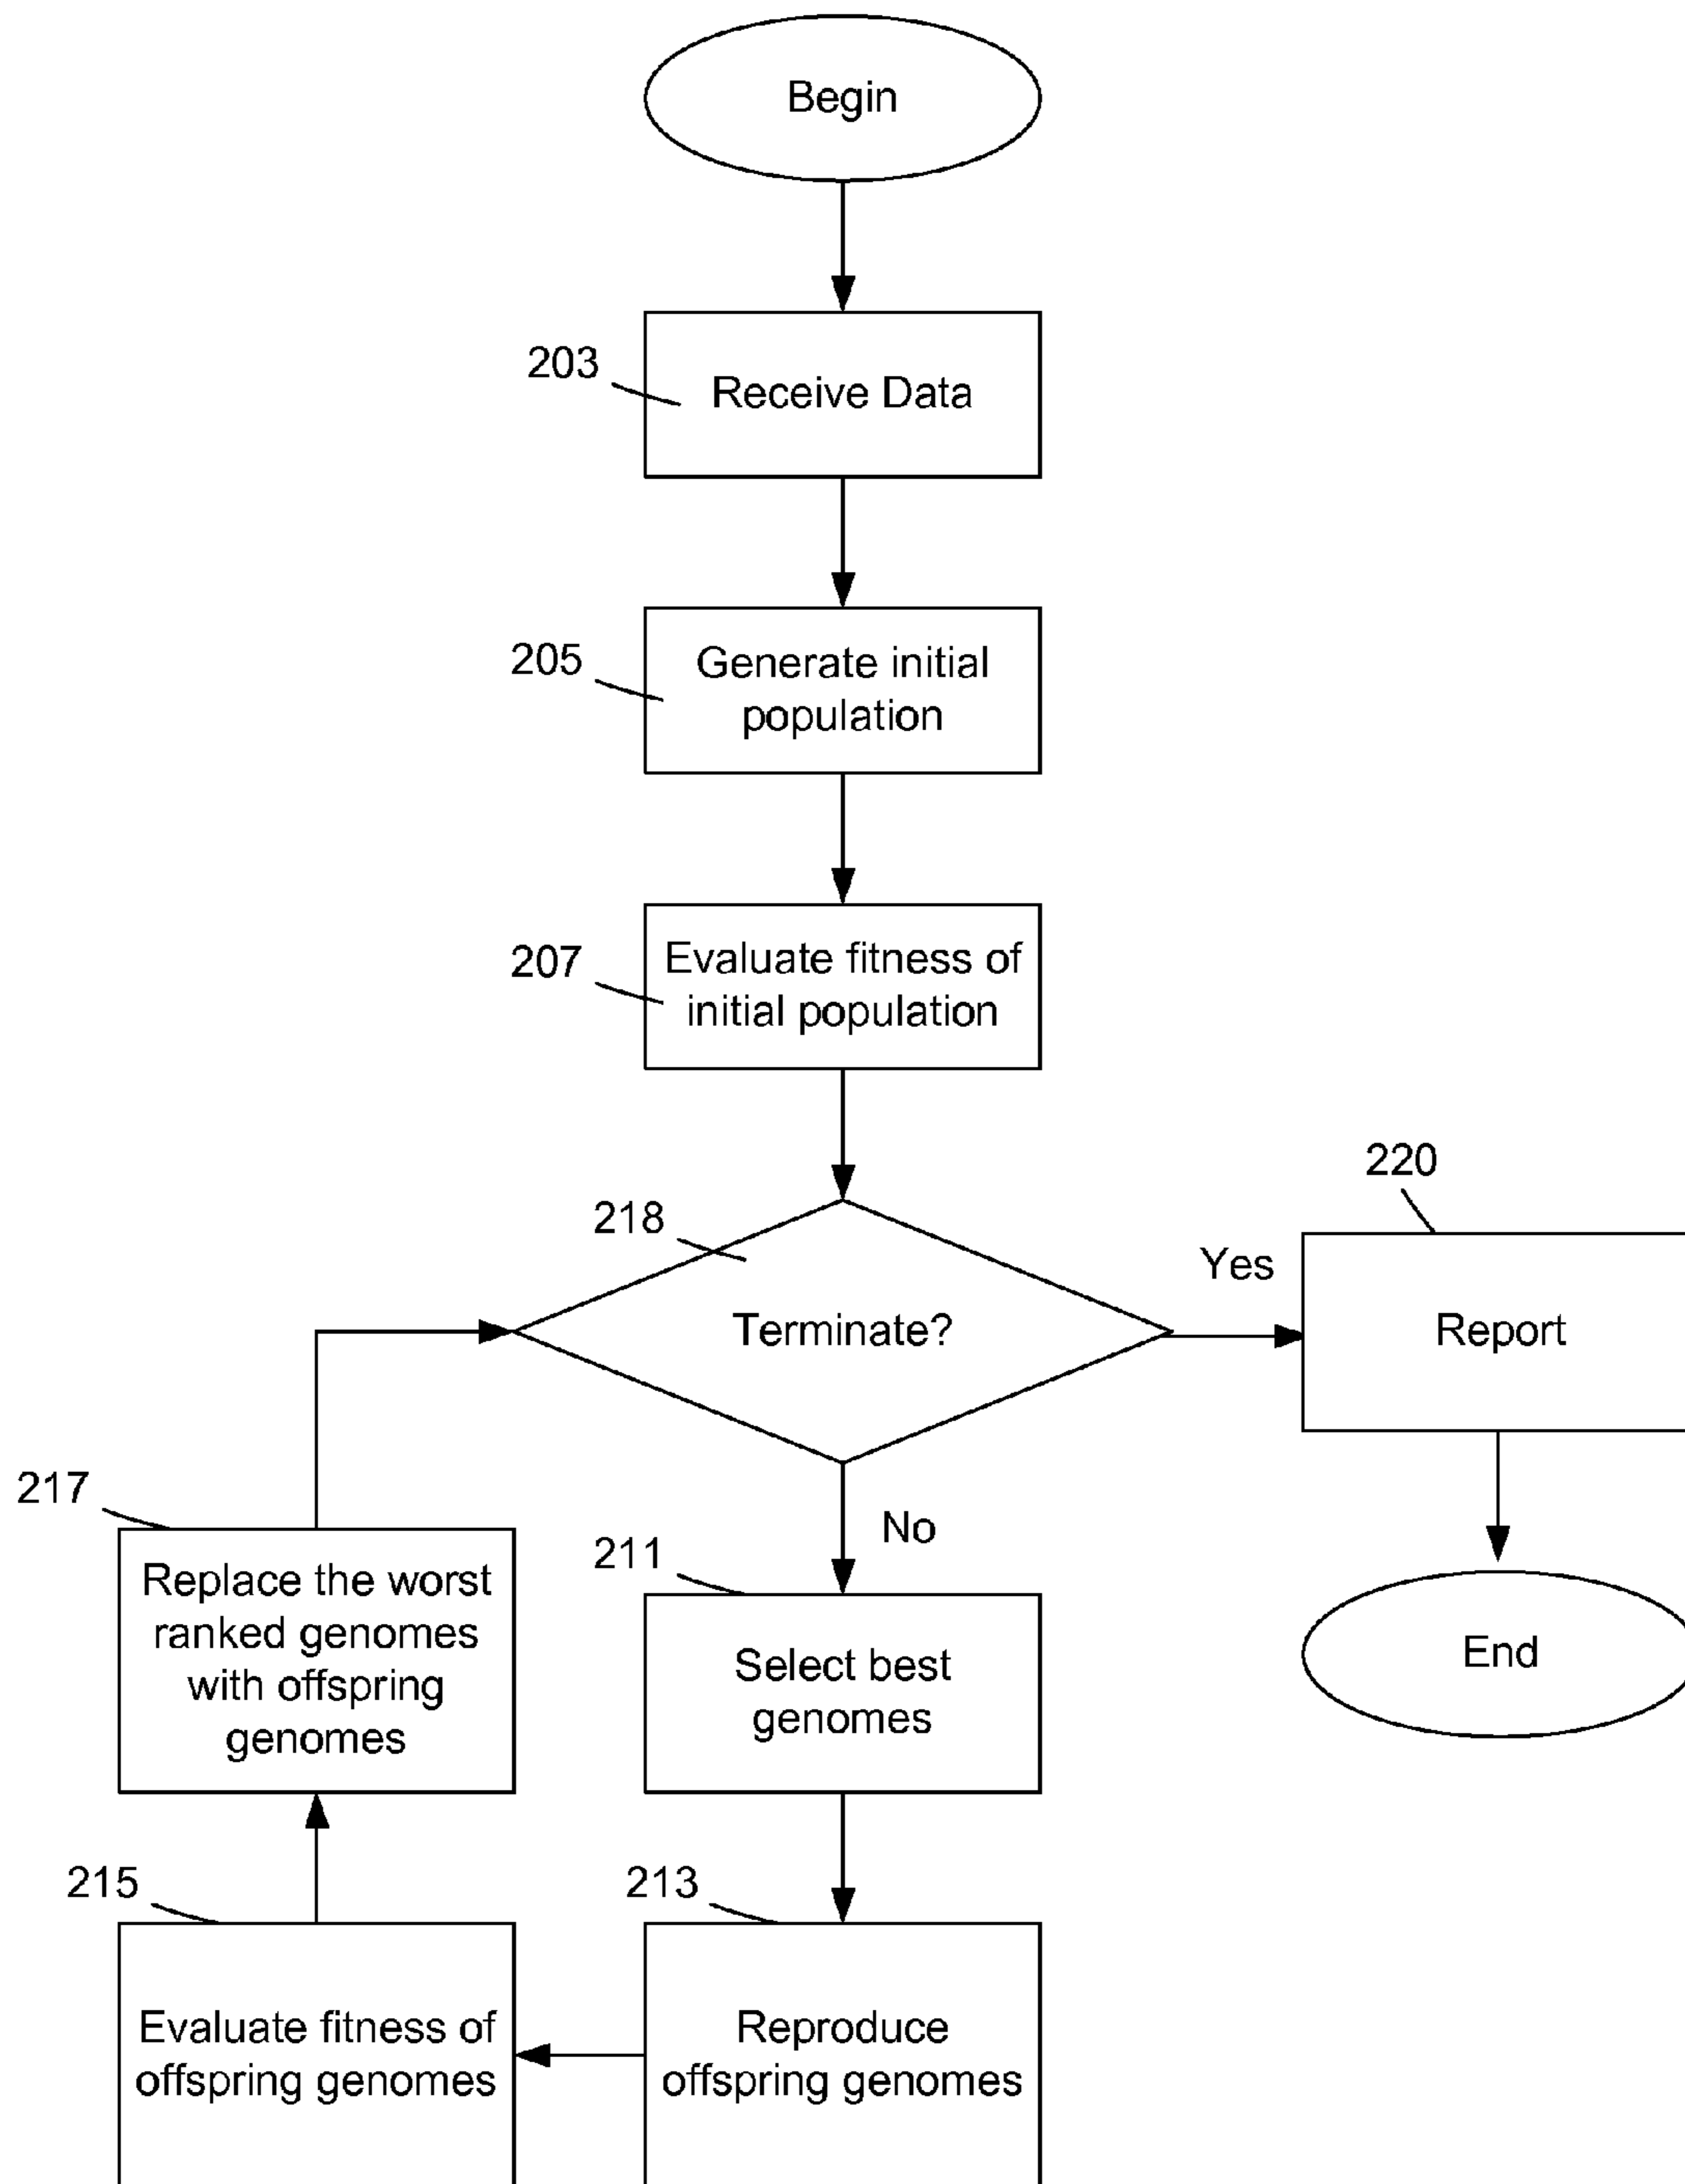 Begin
203
Receive Data
205
Generate initial
population
207
Evaluate fitness of
initial population
218
Terminate?
Yes
220
Report
End
No
211
Select best
genomes
213
Reproduce
offspring genomes
215
Evaluate fitness of
offspring genomes
217
Replace the worst
ranked genomes
with offspring
genomes